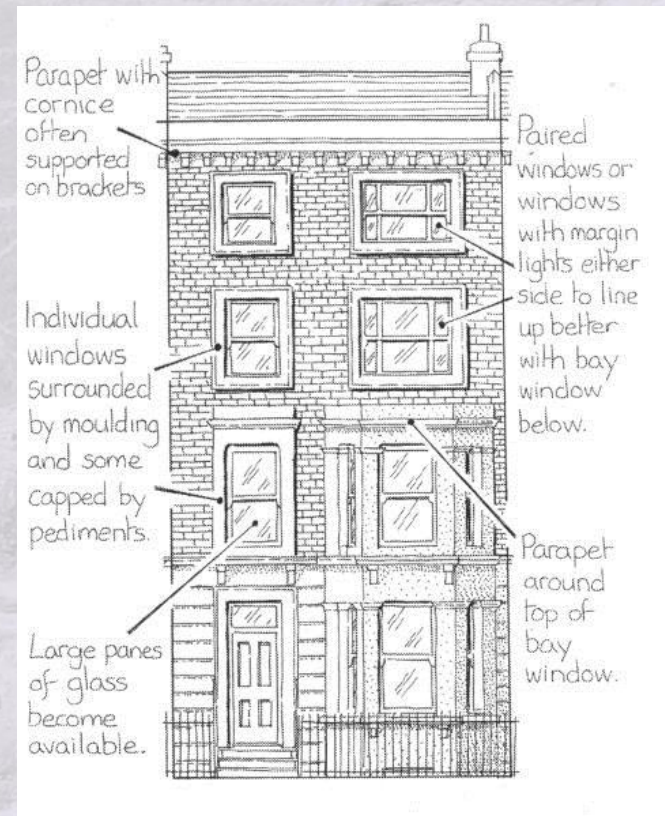 Parapet with
cornice
often
supported
on brackets
Paired
windows or
windows
with margin
lights either
side to line
up better
with bay
window
below.
Individual
windows
surrounded
by moulding
and some
capped by
pediments.
Parapet
around
top of
bay
window.
Large panes
of glass
become
available.